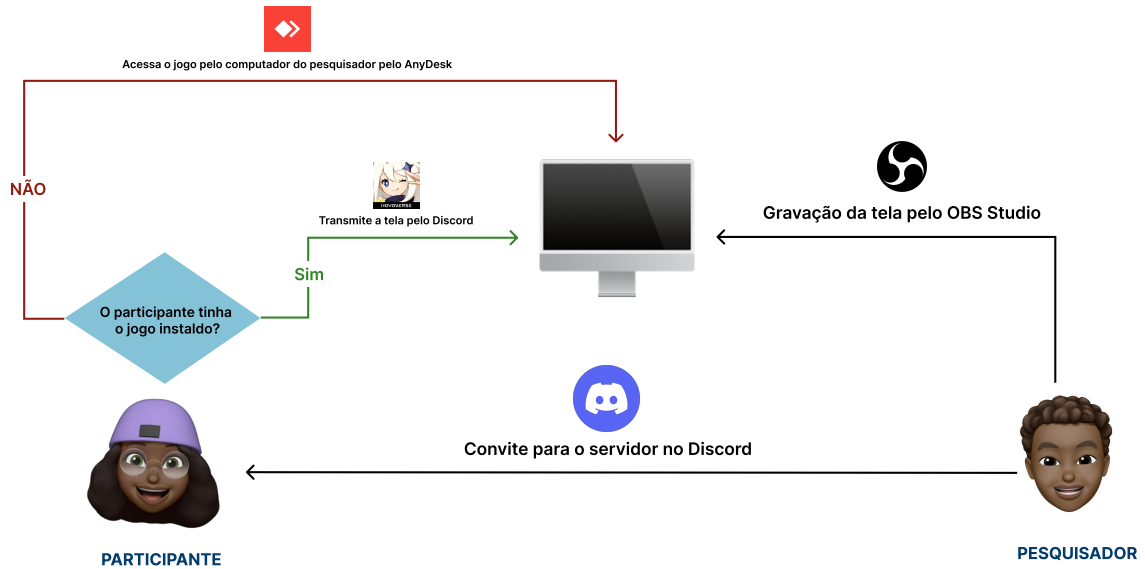 Acessa o jogo pelo computador do pesquisador pelo AnyDesk
NÃO
HOYOVERSE
Transmite a tela pelo Discord
Gravação da tela pelo OBS Studio
Sim
O participante tinha
o jogo instaldo?
Convite para o servidor no Discord
PARTICIPANTE
PESQUISADOR